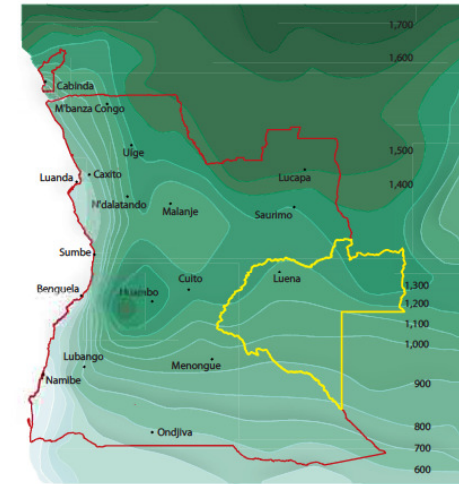 1,700
1,600
Cabinda
M'banza Congo
1,500
Uíge
Lucapa
Luanda
Caxito
1,400
N'dalatando
Malanje
Saurimo
Sumbe
Luena
Cuito
1,300
Benguela
Huambo
1,200
1,100
1,000
Lubango
Menongue
Namibe
900
800
Ondjiva
700
600